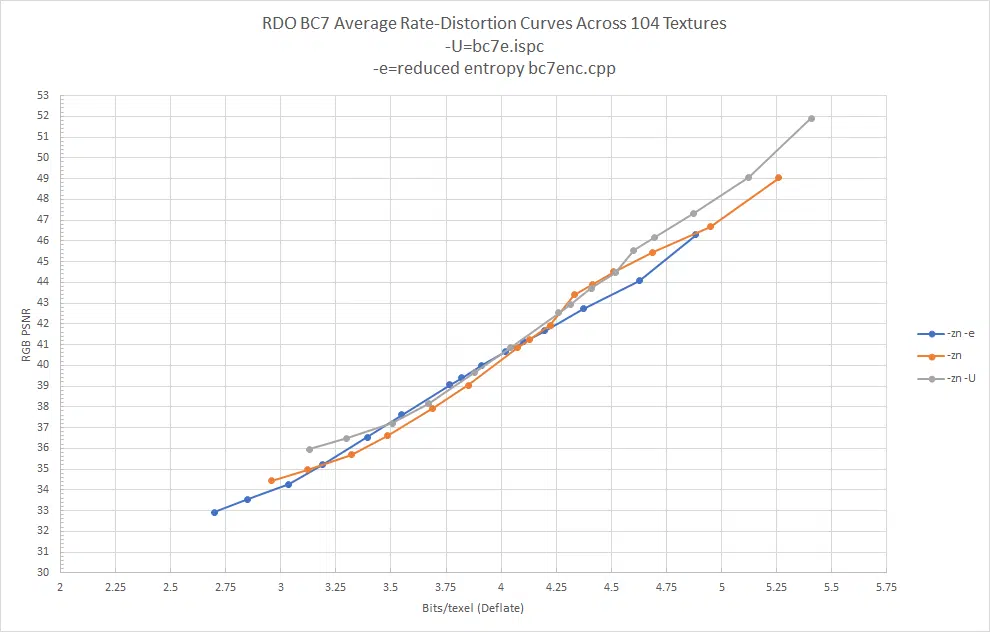 RDO BC7 Average Rate-Distortion Curves Across 104 Textures
-U=bc7e.ispc
-e=reduced entropy bc7enc.cpp
53
52
51
50
49
48
47
46
45
44
43
42
41
40
39
38
37
36
35
34
33
32
31
30
RGB PSNR
2 2.25 2.5 2.75 3 3.25 3.5 3.75 4 4.25 4.5 4.75 5 5.25 5.5 5.75
Bits/texel (Deflate)
-zn -e
-zn
-zn -U